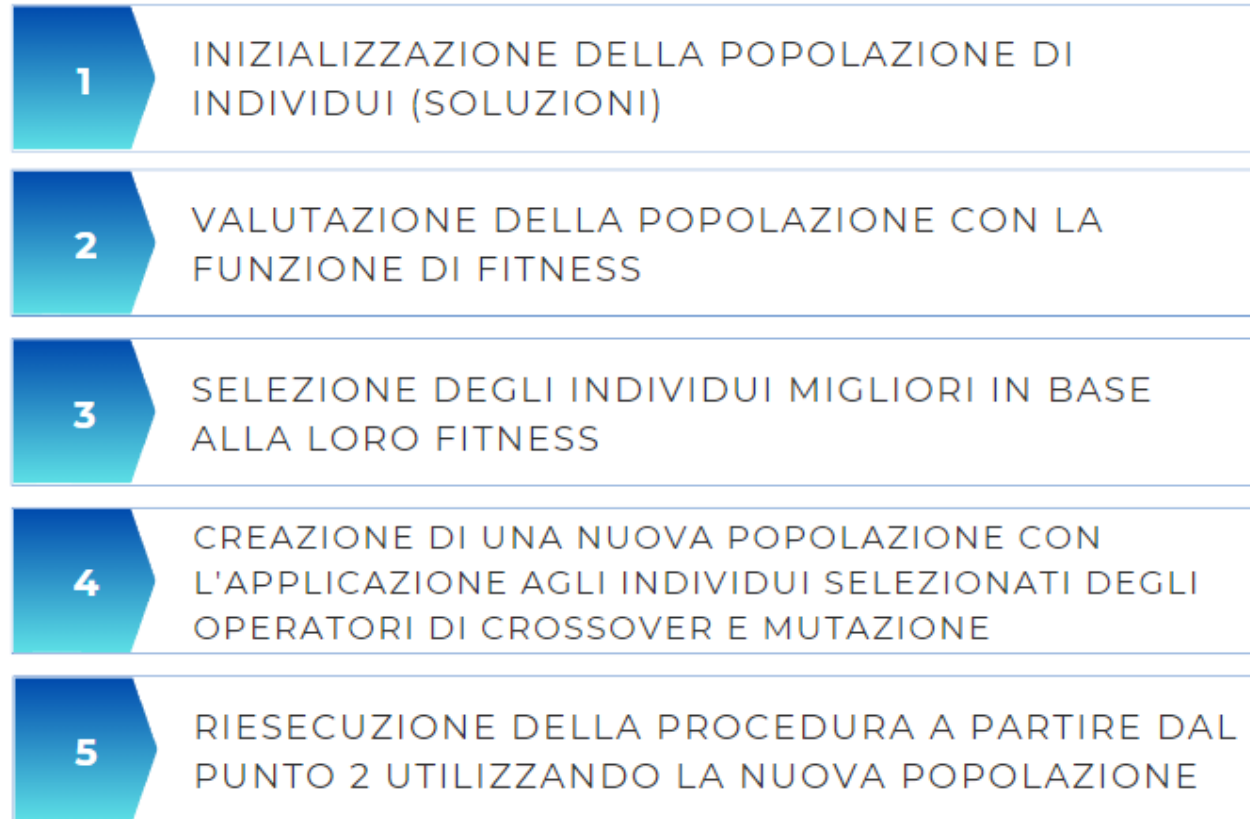 1
INIZIALIZZAZIONE DELLA POPOLAZIONE DI
INDIVIDUI (SOLUZIONI)
2
VALUTAZIONE DELLA POPOLAZIONE CON LA
FUNZIONE DI FITNESS
3
SELEZIONE DEGLI INDIVIDUI MIGLIORI IN BASE
ALLA LORO FITNESS
4
CREAZIONE DI UNA NUOVA POPOLAZIONE CON
L'APPLICAZIONE AGLI INDIVIDUI SELEZIONATI DEGLI
OPERATORI DI CROSSOVER E MUTAZIONE
5
RIESECUZIONE DELLA PROCEDURA A PARTIRE DAL
PUNTO 2 UTILIZZANDO LA NUOVA POPOLAZIONE